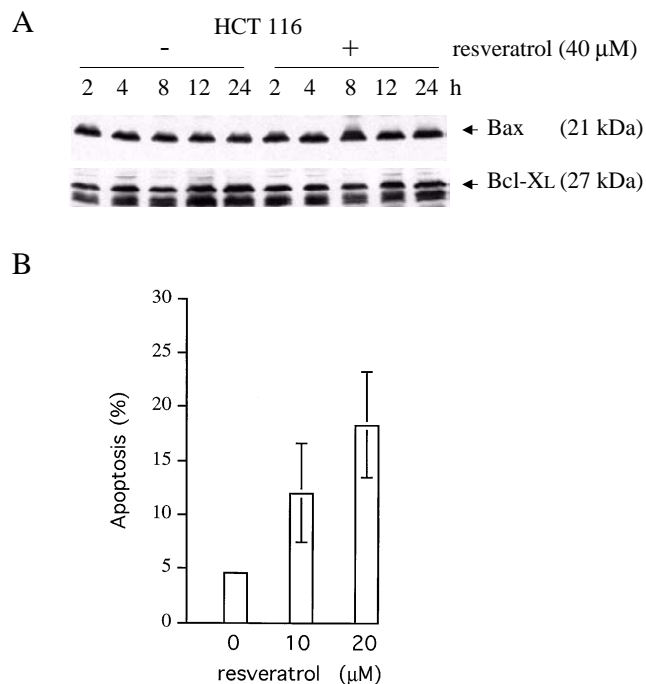 A
HCT 116
- + resveratrol (40 µM)
2 4 8 12 24 2 4 8 12 24 h
Bax (21 kDa)
Bcl-XL (27 kDa)
B
30
25
20
15
10
5
0
Apoptosis (%)
0 10 20
resveratrol (µM)